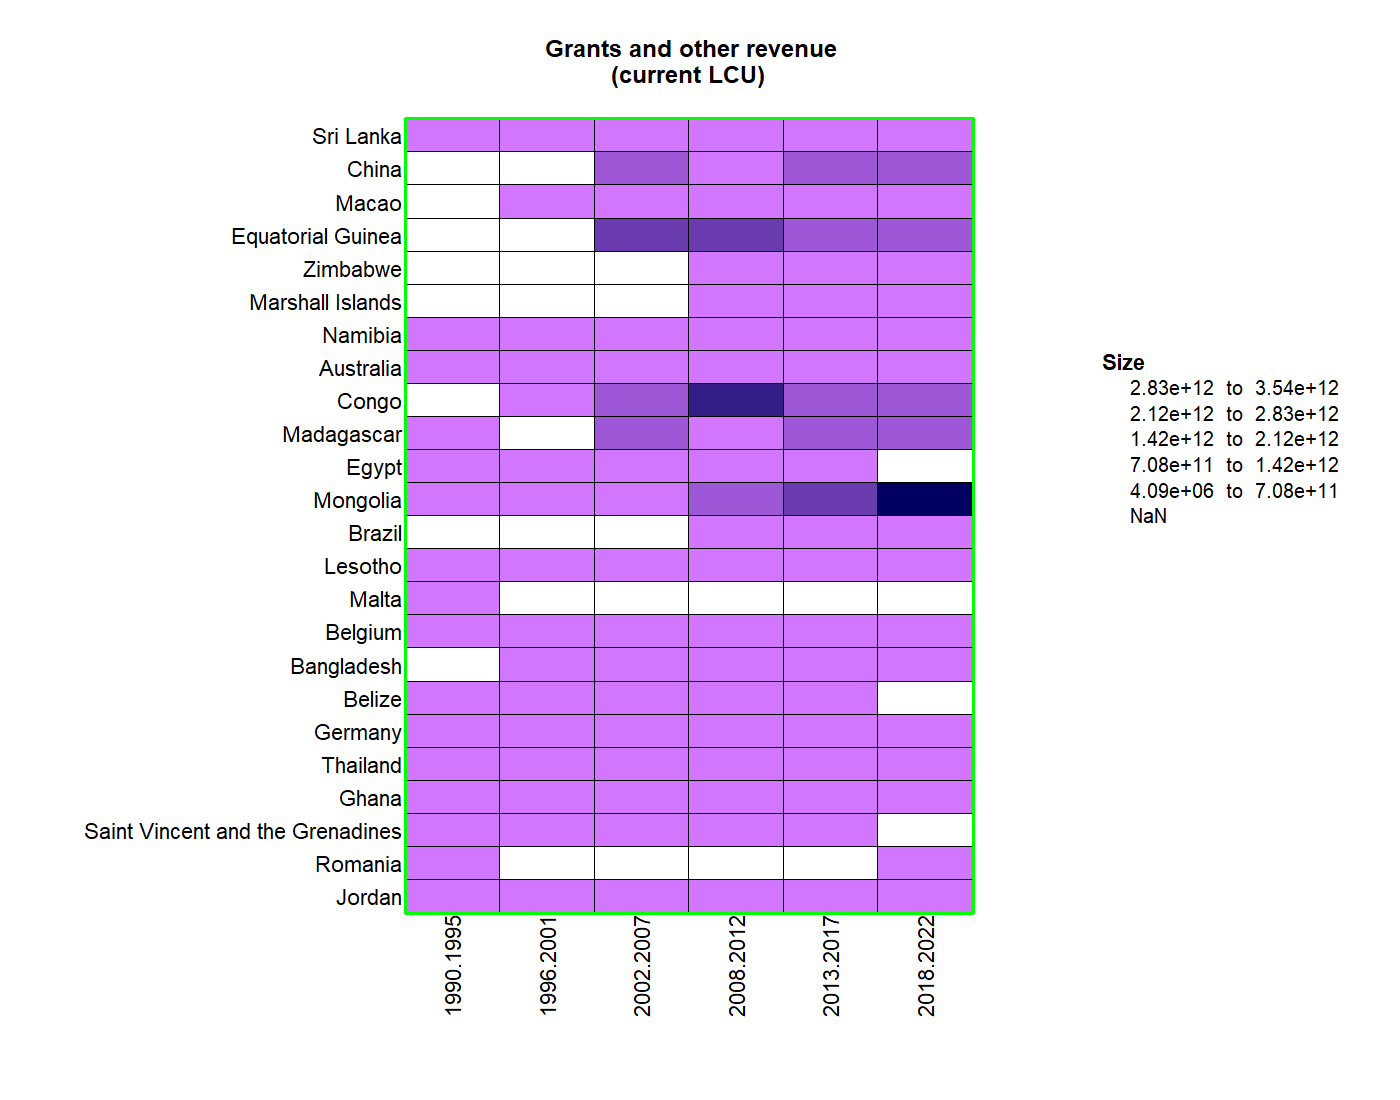 Grants and other revenue
(current LCU)
Sri Lanka
China
Macao
Equatorial Guinea
Zimbabwe
Marshall Islands
Namibia
Australia
Congo
Madagascar
Egypt
Mongolia
Brazil
Lesotho
Malta
Belgium
Bangladesh
Belize
Germany
Thailand
Ghana
Saint Vincent and the Grenadines
Romania
Jordan
1990.1995
1996.2001
2002.2007
2008.2012
2013.2017
2018.2022
Size
2.83e+12 to 3.54e+12
2.12e+12 to 2.83e+12
1.42e+12 to 2.12e+12
7.08e+11 to 1.42e+12
4.09e+06 to 7.08e+11
NaN